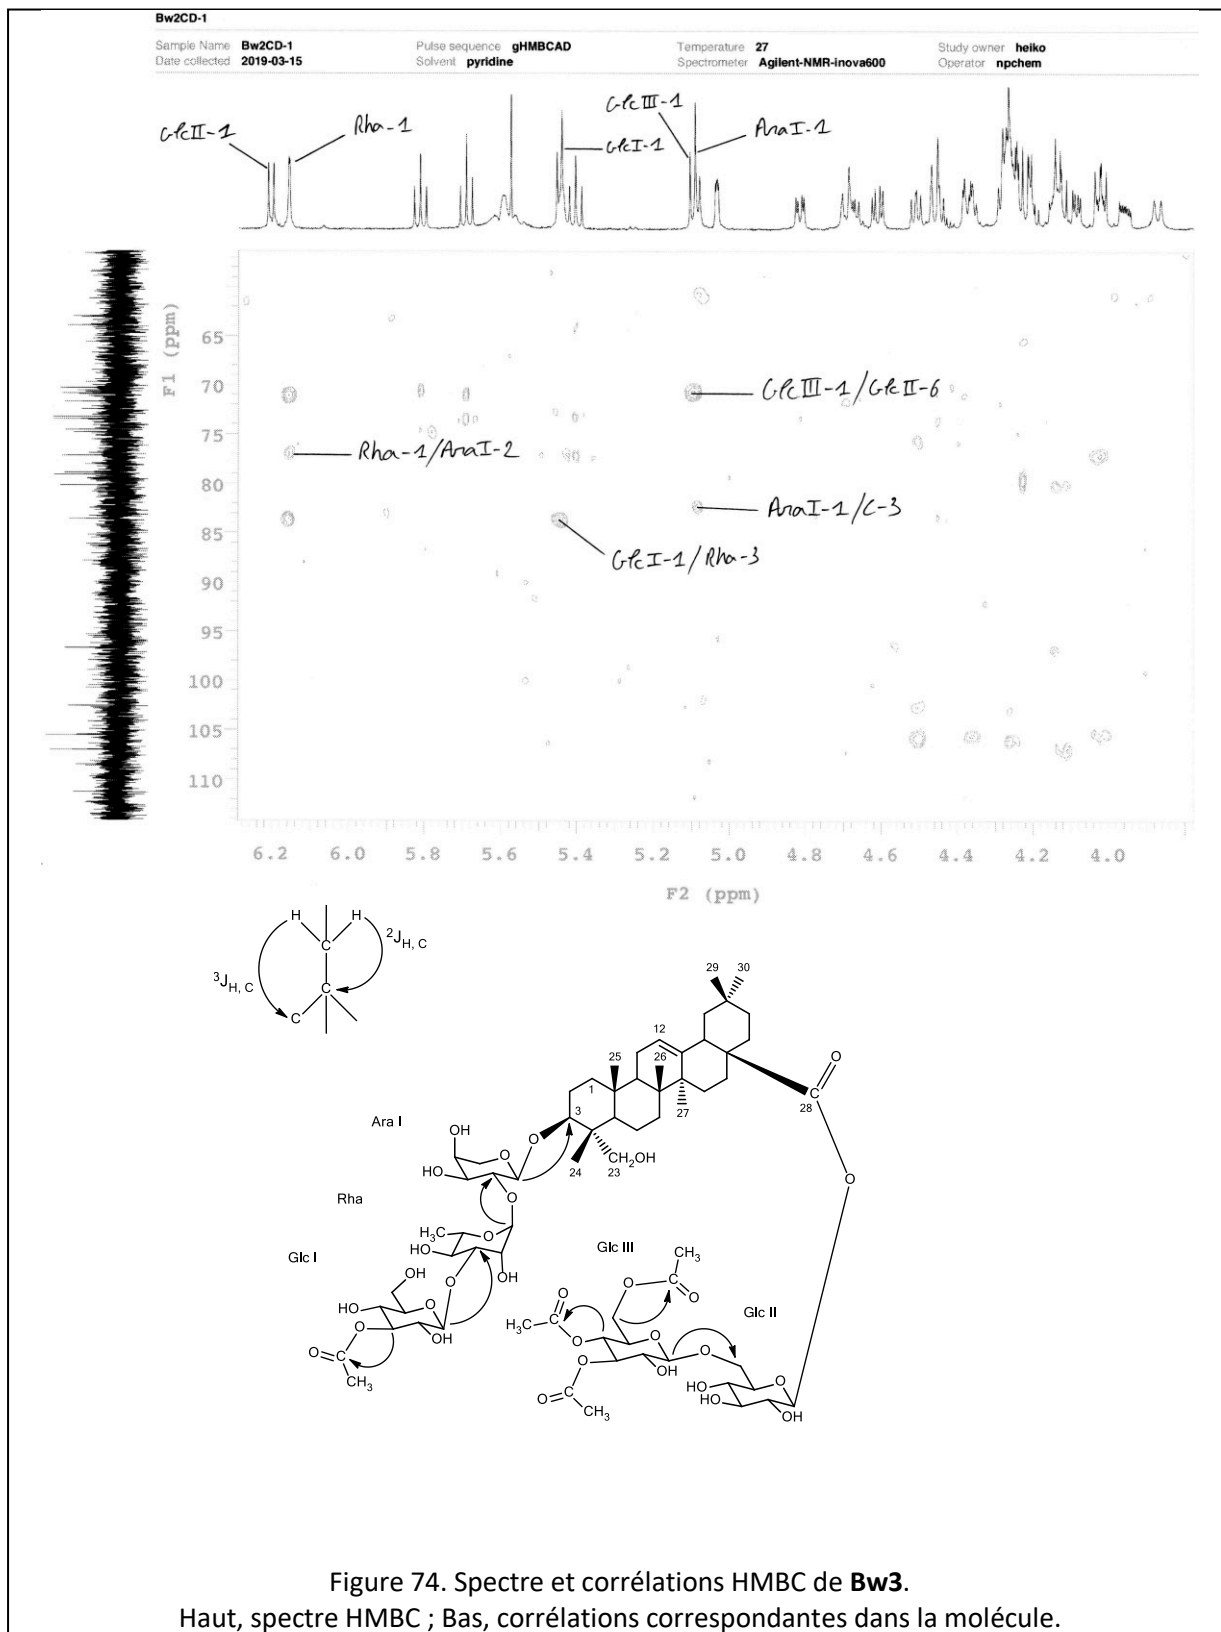 Bw2CD-1
Sample Name Bw2CD-1 Pulse sequence gHMBCAD Temperature 27 Study owner heiko
Date collected 2019-03-15 Solvent pyridine Spectrometer Agilent-NMR-inova600 Operator npchem
GlcII-1
Rha-1
GlcIII-1
GlcI-1
AraI-1
F1 (ppm)
65
70
75
80
85
90
95
100
105
110
GlcIII-1/GlcII-6
Rha-1/AraI-2
AraI-1/C-3
GlcI-1/Rha-3
6.2 6.0 5.8 5.6 5.4 5.2 5.0 4.8 4.6 4.4 4.2 4.0
F2 (ppm)
H H
C
²J H, C
³J H, C
C
C
29 30
12
25 26
O
1
C
28
3
27
Ara I
OH
O
O
CH₂OH
24 23
HO
O
O
Rha
H₃C
O
HO
Glc I
OH
HO
O
OH
O
HO
O
OH
O
O
C
CH₃
Glc III
CH₃
O
C
O
O
C
H₃C
O
O
Glc II
O
OH
O
O
C
CH₃
O
HO
HO
OH
O
Figure 74. Spectre et corrélations HMBC de Bw3.
Haut, spectre HMBC ; Bas, corrélations correspondantes dans la molécule.